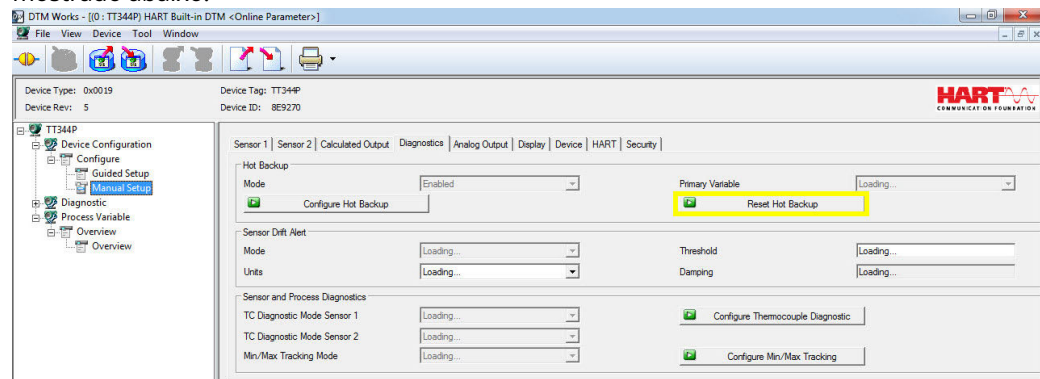 mostrado abaixo.
DTM Works - [(0 : TT344P) HART Built-in DTM <Online Parameter>]
File View Device Tool Window
Device Type: 0x0019 Device Tag: TT344P
Device Rev: 5 Device ID: 8E9270
HART
COMMUNICATION FOUNDATION
TT344P
Device Configuration
Configure
Guided Setup
Manual Setup
Diagnostic
Process Variable
Overview
Overview
Sensor 1 Sensor 2 Calculated Output Diagnostics Analog Output Display Device HART Security
Hot Backup
Mode Enabled Primary Variable Loading...
Configure Hot Backup Reset Hot Backup
Sensor Drift Alert
Mode Loading... Threshold Loading...
Units Loading... Damping Loading...
Sensor and Process Diagnostics
TC Diagnostic Mode Sensor 1 Loading... Configure Thermocouple Diagnostic
TC Diagnostic Mode Sensor 2 Loading...
Min/Max Tracking Mode Loading... Configure Min/Max Tracking